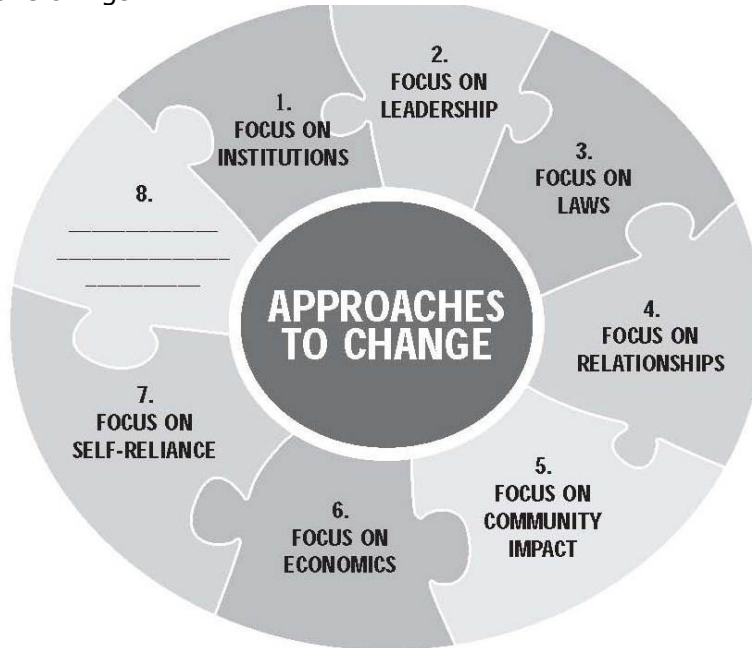 APPROACHES
TO CHANGE
1.
FOCUS ON
INSTITUTIONS
2.
FOCUS ON
LEADERSHIP
3.
FOCUS ON
LAWS
4.
FOCUS ON
RELATIONSHIPS
5.
FOCUS ON
COMMUNITY
IMPACT
6.
FOCUS ON
ECONOMICS
7.
FOCUS ON
SELF-RELIANCE
8.